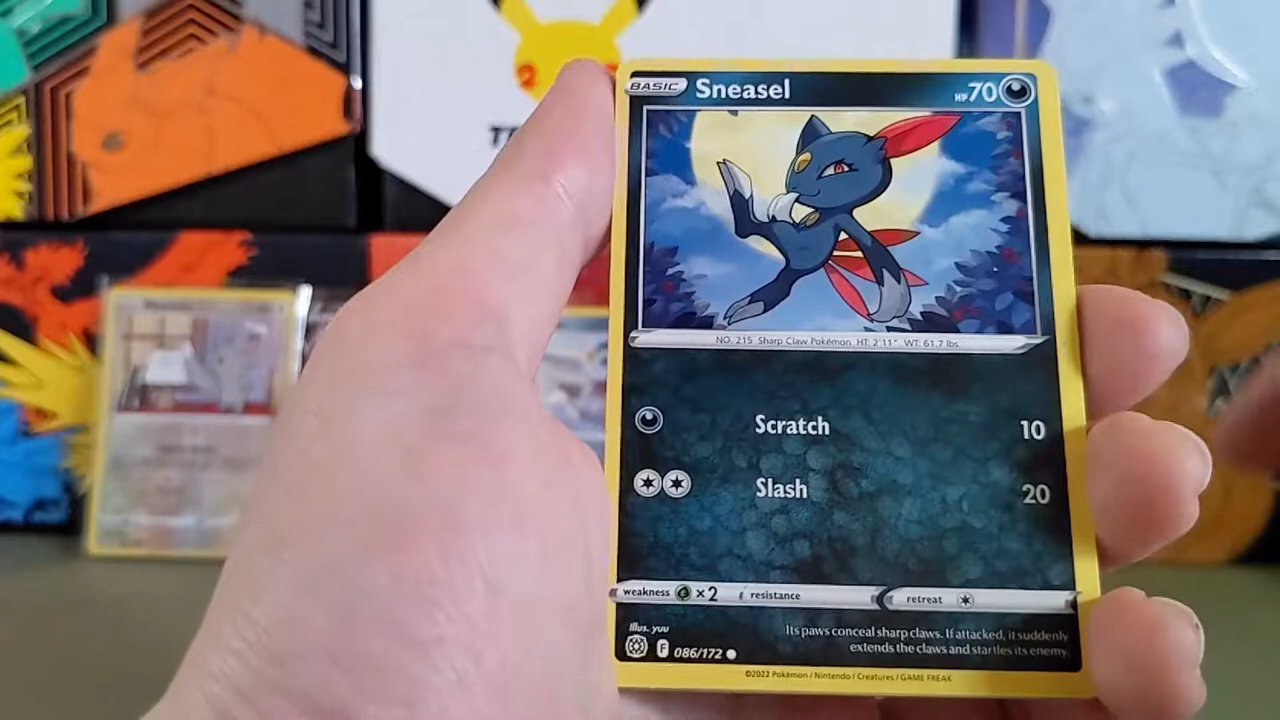 BASIC Sneasel HP 70
NO. 215 Sharp Claw Pokémon HT: 2'11" WT: 61.7 lbs.
Scratch 10
Slash 20
weakness ×2 resistance retreat
Illus. yuu
Its paws conceal sharp claws. If attacked, it suddenly
extends the claws and startles its enemy.
F 086/172
©2022 Pokémon / Nintendo / Creatures / GAME FREAK